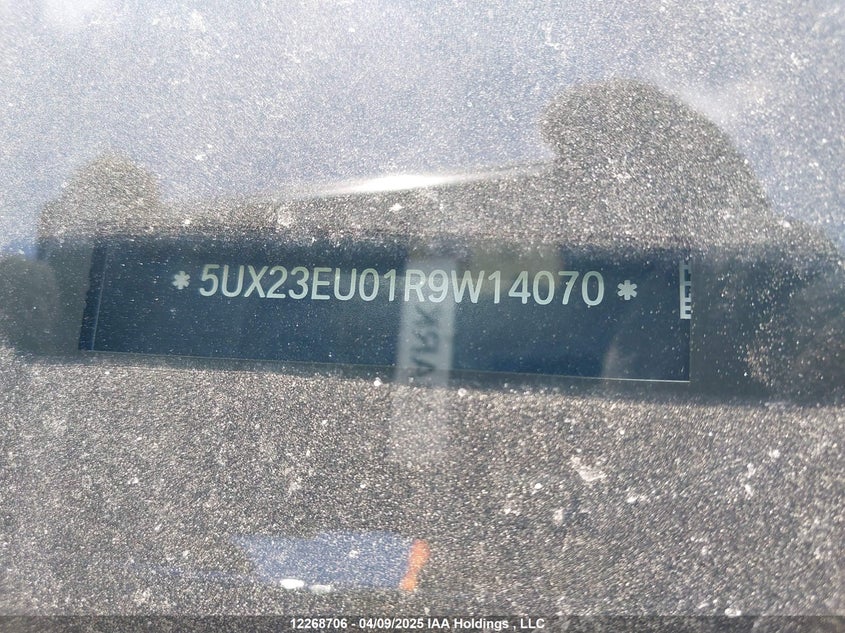 * 5UX23EU01R9W14070 *
12268706 - 04/09/2025 IAA Holdings , LLC